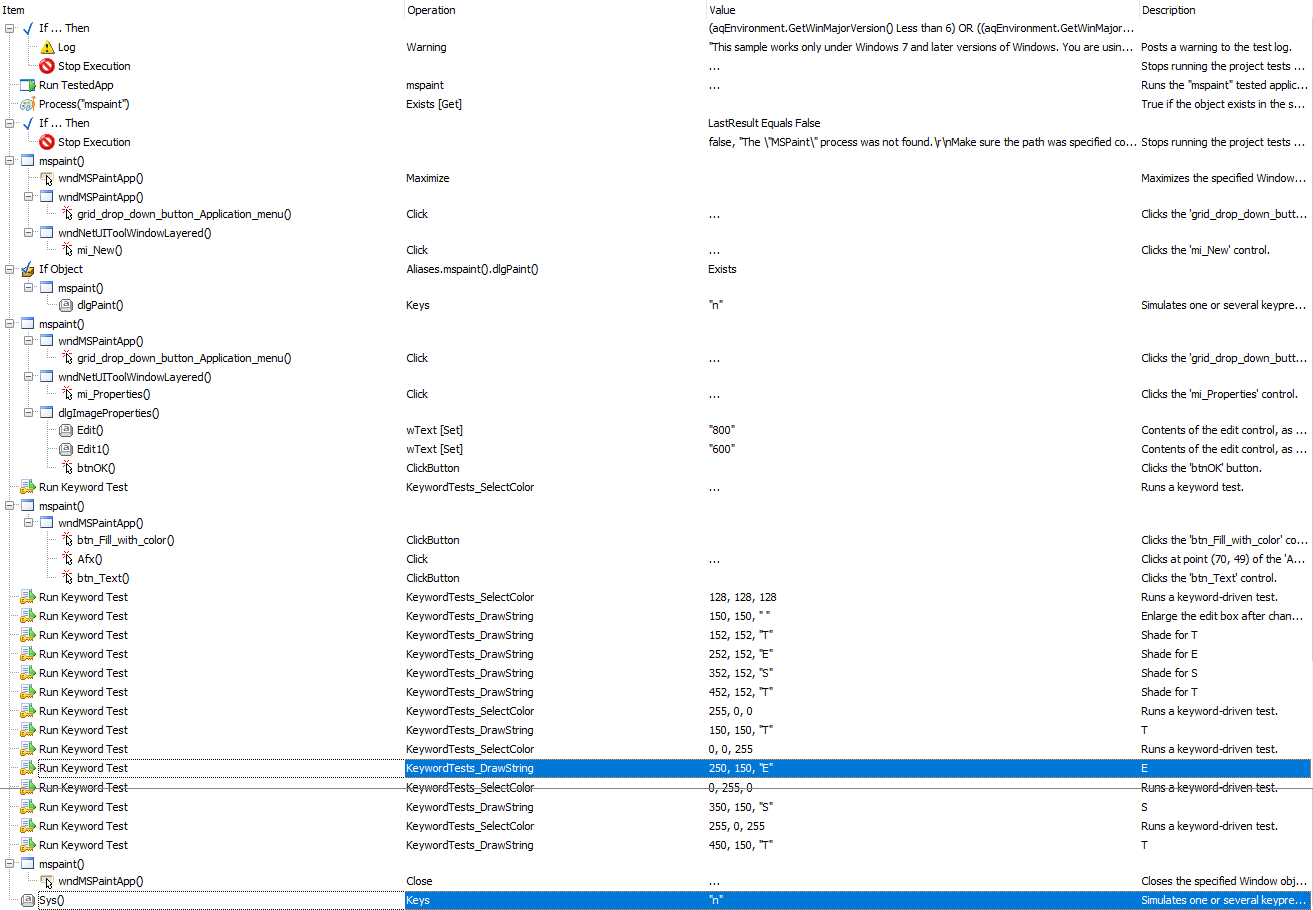 Item Operation Value Description
If ... Then (aqEnvironment.GetWinMajorVersion() Less than 6) OR ((aqEnvironment.GetWinMajor...
Log Warning "This sample works only under Windows 7 and later versions of Windows. You are usin... Posts a warning to the test log.
Stop Execution ... Stops running the project tests ...
Run TestedApp mspaint ... Runs the "mspaint" tested applic...
Process("mspaint") Exists [Get] True if the object exists in the s...
If ... Then LastResult Equals False
Stop Execution false, "The \"MSPaint\" process was not found.\r\nMake sure the path was specified co... Stops running the project tests ...
mspaint()
wndMSPaintApp() Maximize Maximizes the specified Window...
wndMSPaintApp()
grid_drop_down_button_Application_menu() Click ... Clicks the 'grid_drop_down_butt...
wndNetUIToolWindowLayered()
mi_New() Click ... Clicks the 'mi_New' control.
If Object Aliases.mspaint().dlgPaint() Exists
mspaint()
dlgPaint() Keys "n" Simulates one or several keypre...
mspaint()
wndMSPaintApp()
grid_drop_down_button_Application_menu() Click ... Clicks the 'grid_drop_down_butt...
wndNetUIToolWindowLayered()
mi_Properties() Click ... Clicks the 'mi_Properties' control.
dlgImageProperties()
Edit() wText [Set] "800" Contents of the edit control, as ...
Edit1() wText [Set] "600" Contents of the edit control, as ...
btnOK() ClickButton Clicks the 'btnOK' button.
Run Keyword Test KeywordTests_SelectColor ... Runs a keyword test.
mspaint()
wndMSPaintApp()
btn_Fill_with_color() ClickButton Clicks the 'btn_Fill_with_color' co...
Afx() Click ... Clicks at point (70, 49) of the 'A...
btn_Text() ClickButton Clicks the 'btn_Text' control.
Run Keyword Test KeywordTests_SelectColor 128, 128, 128 Runs a keyword-driven test.
Run Keyword Test KeywordTests_DrawString 150, 150, " " Enlarge the edit box after chan...
Run Keyword Test KeywordTests_DrawString 152, 152, "T" Shade for T
Run Keyword Test KeywordTests_DrawString 252, 152, "E" Shade for E
Run Keyword Test KeywordTests_DrawString 352, 152, "S" Shade for S
Run Keyword Test KeywordTests_DrawString 452, 152, "T" Shade for T
Run Keyword Test KeywordTests_SelectColor 255, 0, 0 Runs a keyword-driven test.
Run Keyword Test KeywordTests_DrawString 150, 150, "T" T
Run Keyword Test KeywordTests_SelectColor 0, 0, 255 Runs a keyword-driven test.
Run Keyword Test KeywordTests_DrawString 250, 150, "E" E
Run Keyword Test KeywordTests_SelectColor 0, 255, 0 Runs a keyword-driven test.
Run Keyword Test KeywordTests_DrawString 350, 150, "S" S
Run Keyword Test KeywordTests_SelectColor 255, 0, 255 Runs a keyword-driven test.
Run Keyword Test KeywordTests_DrawString 450, 150, "T" T
mspaint()
wndMSPaintApp() Close ... Closes the specified Window obj...
Sys() Keys "n" Simulates one or several keypre...